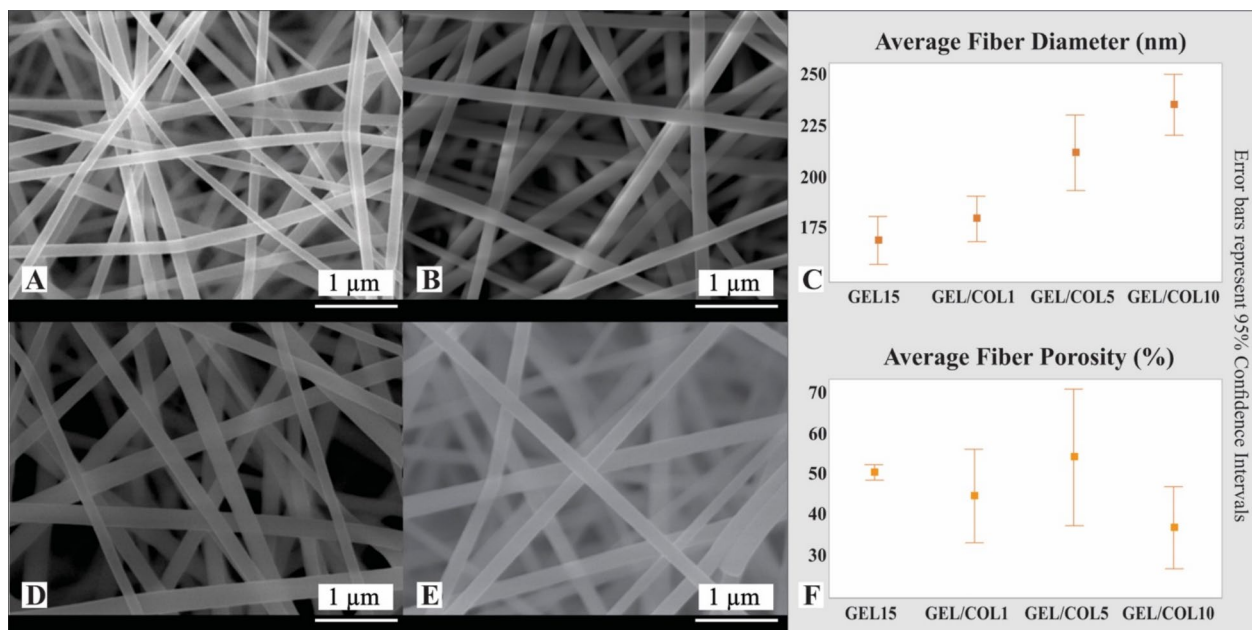 A
1 µm
B
1 µm
Average Fiber Diameter (nm)
250
225
200
175
C
GEL15 GEL/COL1 GEL/COL5 GEL/COL10
D
1 µm
E
1 µm
Average Fiber Porosity (%)
70
60
50
40
30
F
GEL15 GEL/COL1 GEL/COL5 GEL/COL10
Error bars represent 95% Confidence Intervals